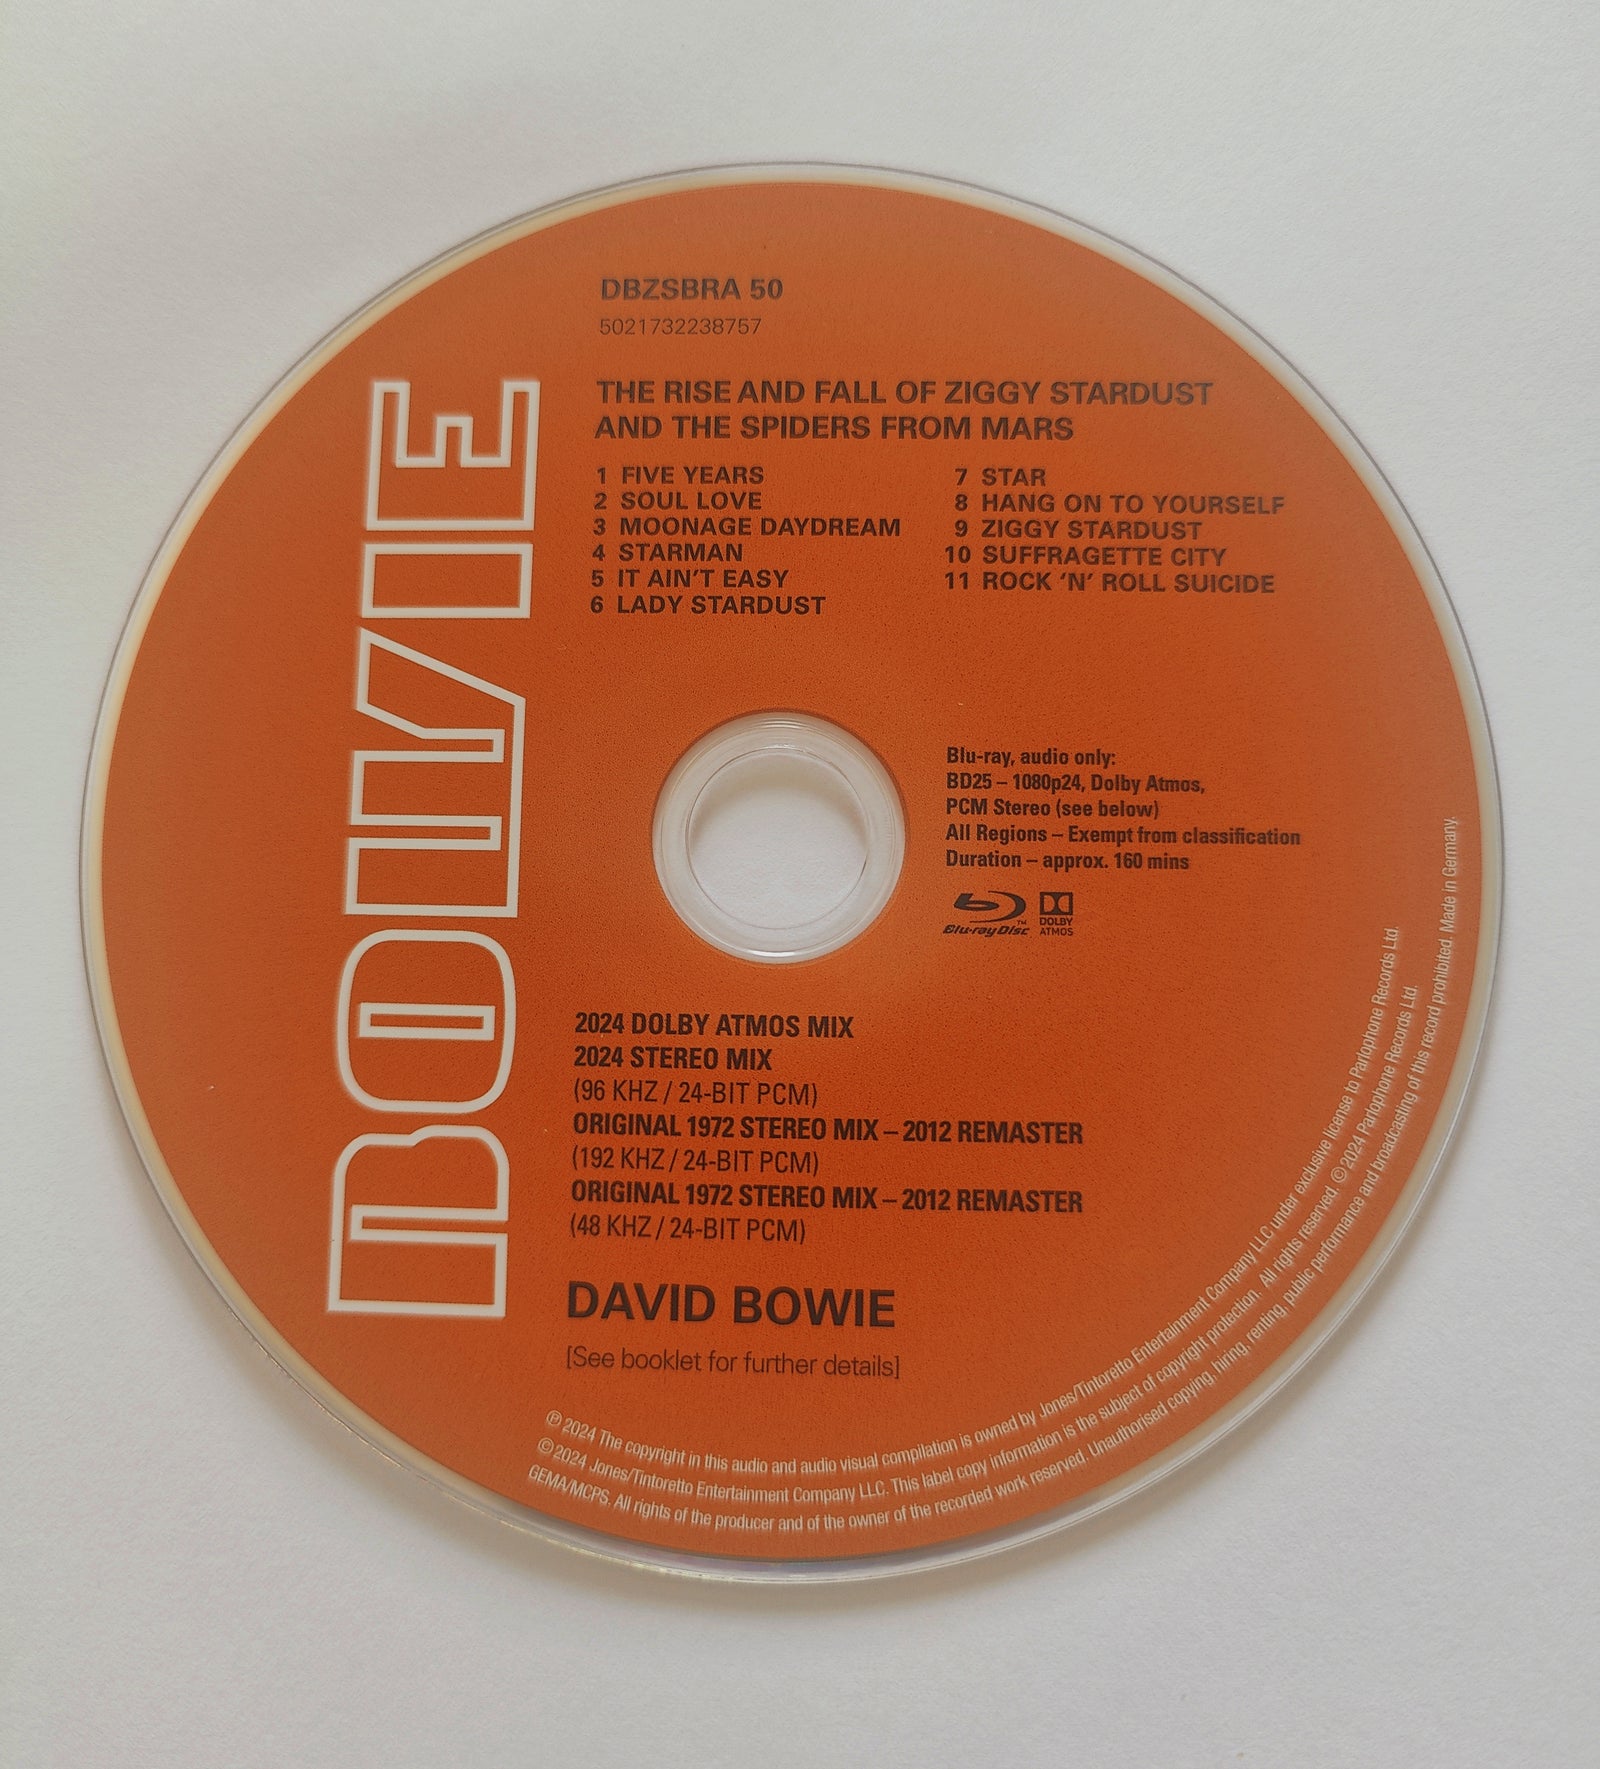 BOWIE
DBZSBRA 50
5021732238757
THE RISE AND FALL OF ZIGGY STARDUST
AND THE SPIDERS FROM MARS
1 FIVE YEARS
2 SOUL LOVE
3 MOONAGE DAYDREAM
4 STARMAN
5 IT AIN'T EASY
6 LADY STARDUST
7 STAR
8 HANG ON TO YOURSELF
9 ZIGGY STARDUST
10 SUFFRAGETTE CITY
11 ROCK 'N' ROLL SUICIDE
Blu-ray, audio only:
BD25 – 1080p24, Dolby Atmos,
PCM Stereo (see below)
All Regions – Exempt from classification
Duration – approx. 160 mins
Blu-ray Disc™
DOLBY
ATMOS
2024 DOLBY ATMOS MIX
2024 STEREO MIX
(96 KHZ / 24-BIT PCM)
ORIGINAL 1972 STEREO MIX – 2012 REMASTER
(192 KHZ / 24-BIT PCM)
ORIGINAL 1972 STEREO MIX – 2012 REMASTER
(48 KHZ / 24-BIT PCM)
DAVID BOWIE
[See booklet for further details]
℗ 2024 The copyright in this audio and audio visual compilation is owned by Jones/Tintoretto Entertainment Company LLC under exclusive license to Parlophone Records Ltd.
© 2024 Jones/Tintoretto Entertainment Company LLC. This label copy information is the subject of copyright protection. All rights reserved. © 2024 Parlophone Records Ltd.
GEMA/MCPS. All rights of the producer and of the owner of the recorded work reserved. Unauthorised copying, hiring, renting, public performance and broadcasting of this record prohibited. Made in Germany.